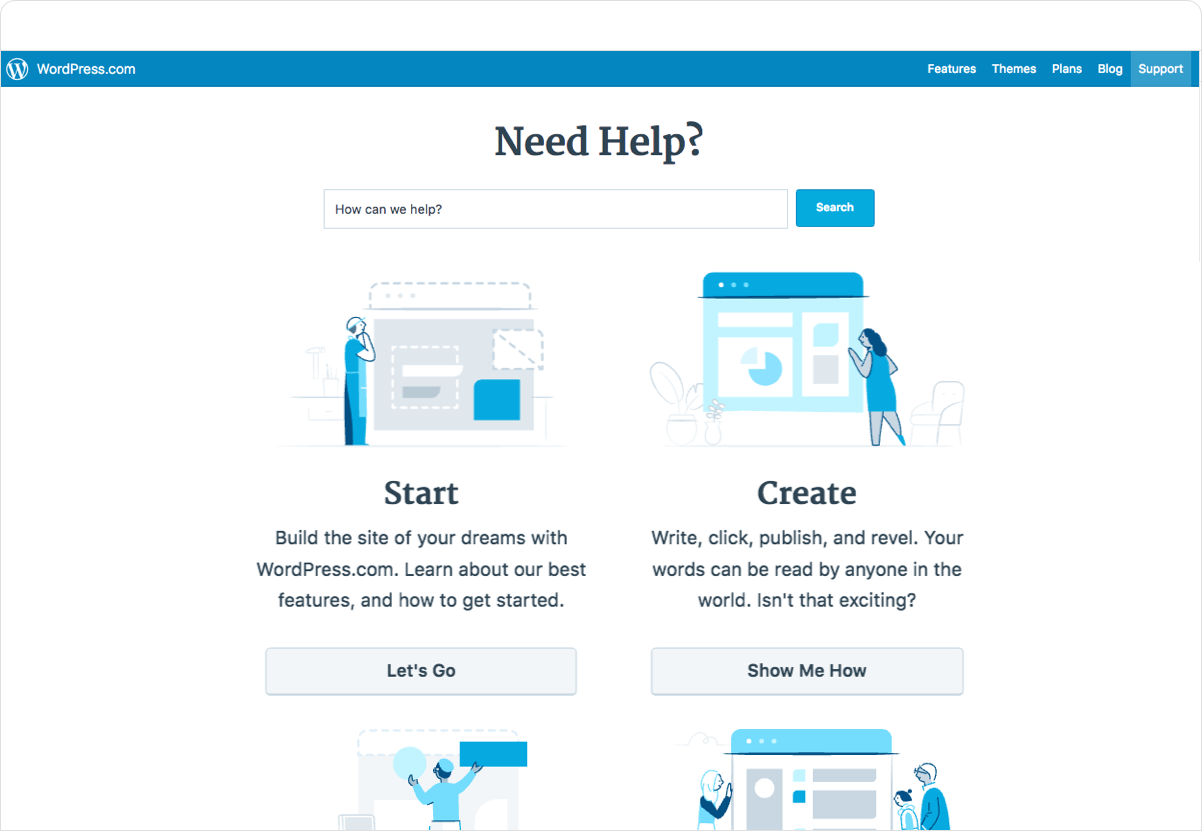 WordPress.com
Features Themes Plans Blog Support
Need Help?
How can we help?
Search
Start
Build the site of your dreams with
WordPress.com. Learn about our best
features, and how to get started.
Let's Go
Create
Write, click, publish, and revel. Your
words can be read by anyone in the
world. Isn't that exciting?
Show Me How